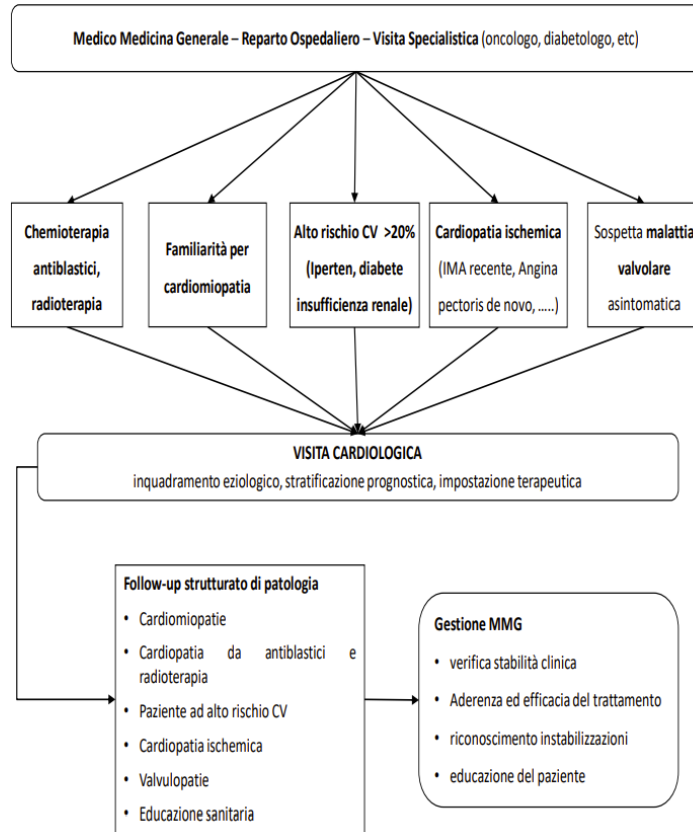 Medico Medicina Generale – Reparto Ospedaliero – Visita Specialistica (oncologo, diabetologo, etc)
Chemioterapia
antiblastici,
radioterapia
Familiarità per
cardiomiopatia
Alto rischio CV >20%
(Iperten, diabete
insufficienza renale)
Cardiopatia ischemica
(IMA recente, Angina
pectoris de novo, …..)
Sospetta malattia
valvolare
asintomatica
VISITA CARDIOLOGICA
inquadramento eziologico, stratificazione prognostica, impostazione terapeutica
Follow-up strutturato di patologia
• Cardiomiopatie
• Cardiopatia da antiblastici e
radioterapia
• Paziente ad alto rischio CV
• Cardiopatia ischemica
• Valvulopatie
• Educazione sanitaria
Gestione MMG
• verifica stabilità clinica
• Aderenza ed efficacia del trattamento
• riconoscimento instabilizzazioni
• educazione del paziente